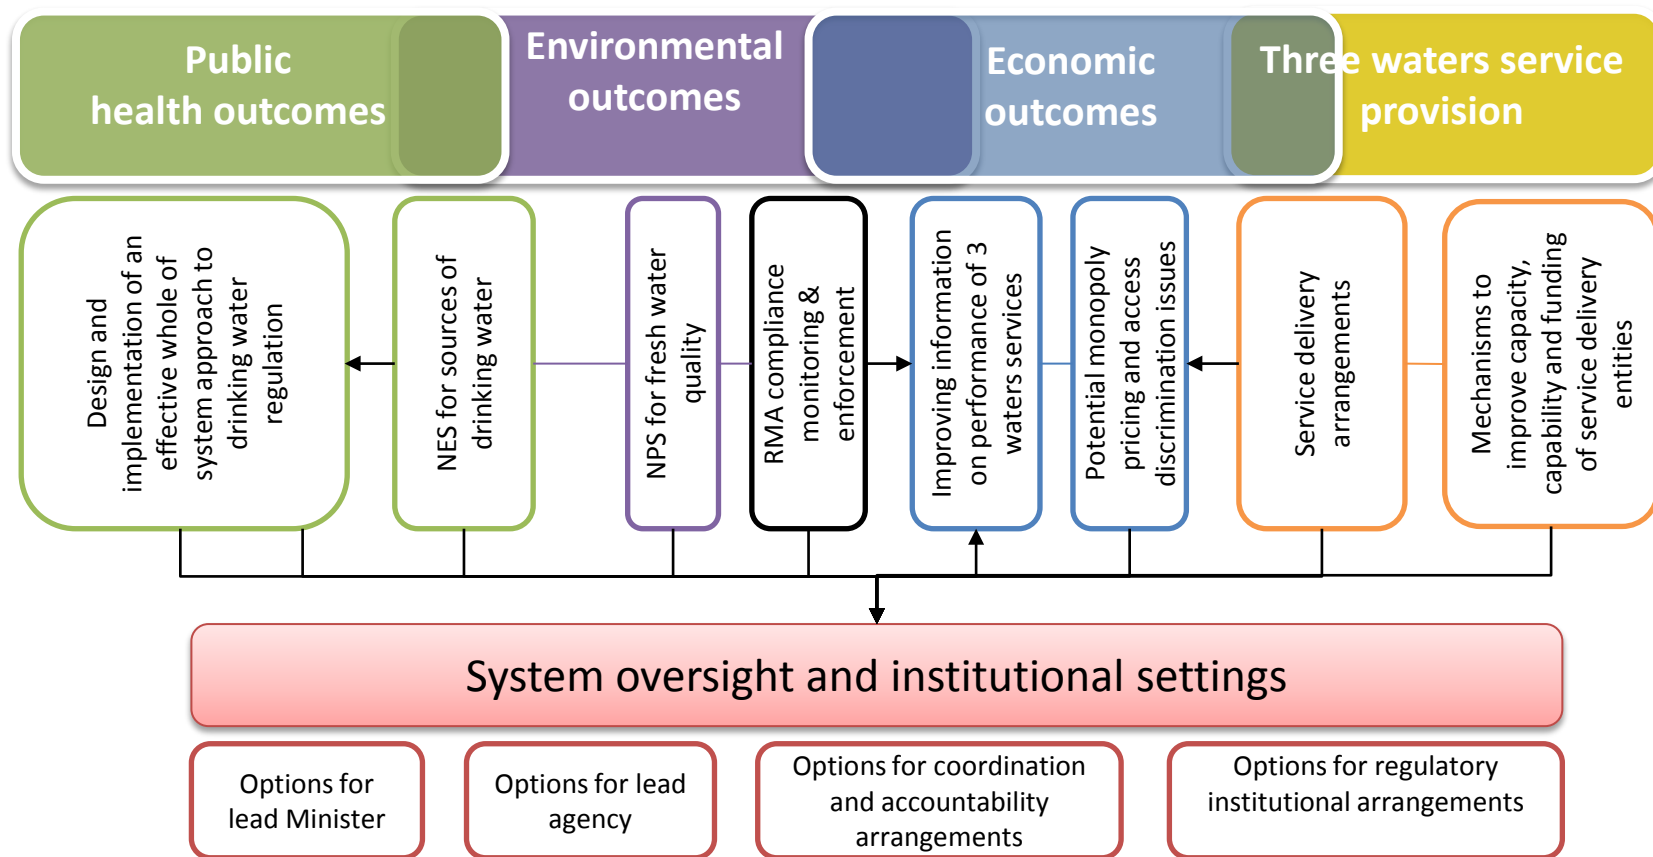 Public
health outcomes
Environmental
outcomes
Economic
outcomes
Three waters service
provision
Design and
implementation of an
effective whole of
system approach to
drinking water
regulation
NES for sources of
drinking water
NPS for fresh water
quality
RMA compliance
monitoring &
enforcement
Improving information
on performance of 3
waters services
Potential monopoly
pricing and access
discrimination issues
Service delivery
arrangements
Mechanisms to
improve capacity,
capability and funding
of service delivery
entities
System oversight and institutional settings
Options for
lead Minister
Options for lead
agency
Options for coordination
and accountability
arrangements
Options for regulatory
institutional arrangements